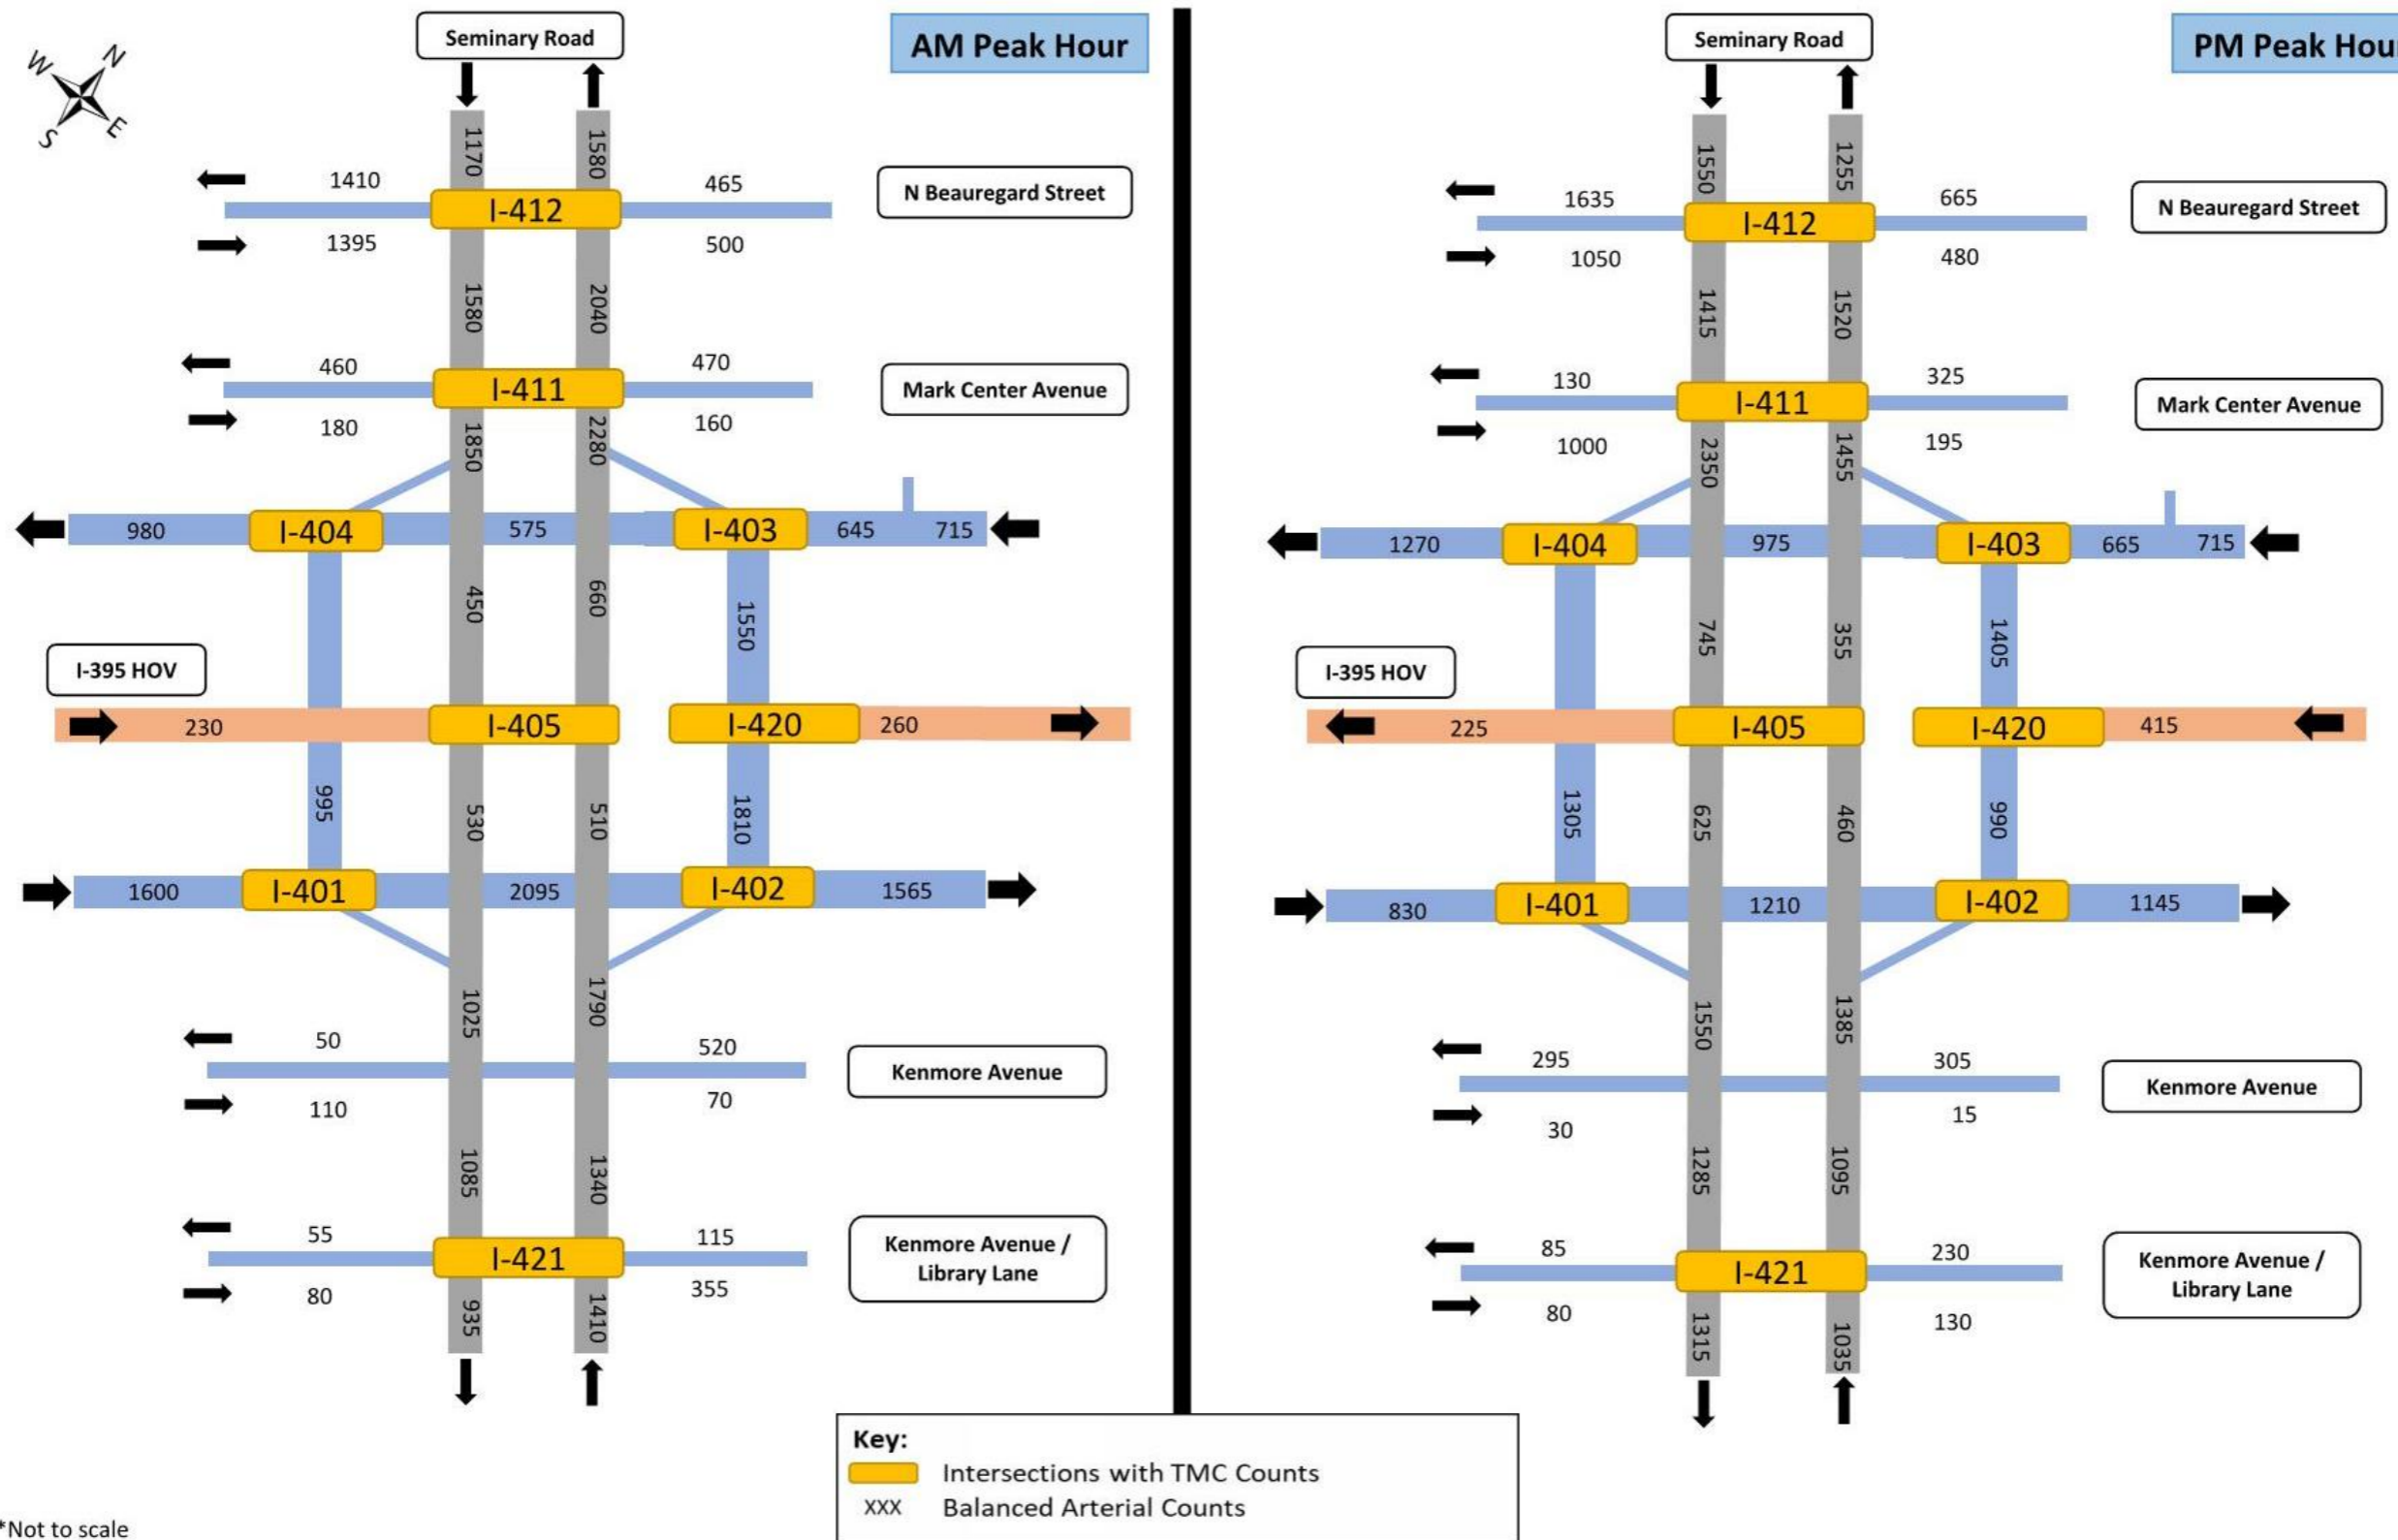 Seminary Road
AM Peak Hour
N
W
E
S
1170
1580
1410
465
N Beauregard Street
I-412
1395
500
1580
2040
460
470
Mark Center Avenue
I-411
180
160
1850
2280
980
I-404
575
I-403
645
715
450
660
1550
I-395 HOV
230
I-405
I-420
260
995
530
510
1810
1600
I-401
2095
I-402
1565
1025
1790
50
520
Kenmore Avenue
110
70
1085
1340
55
115
Kenmore Avenue /
Library Lane
I-421
80
355
935
1410
Seminary Road
PM Peak Hou
1550
1255
1635
665
N Beauregard Street
I-412
1050
480
1415
1520
130
325
Mark Center Avenue
I-411
1000
195
2350
1455
1270
I-404
975
I-403
665
715
745
355
1405
I-395 HOV
225
I-405
I-420
415
1305
625
460
990
830
I-401
1210
I-402
1145
1550
1385
295
305
Kenmore Avenue
30
15
1285
1095
85
230
Kenmore Avenue /
Library Lane
I-421
80
130
1315
1035
Key:
Intersections with TMC Counts
XXX Balanced Arterial Counts
*Not to scale